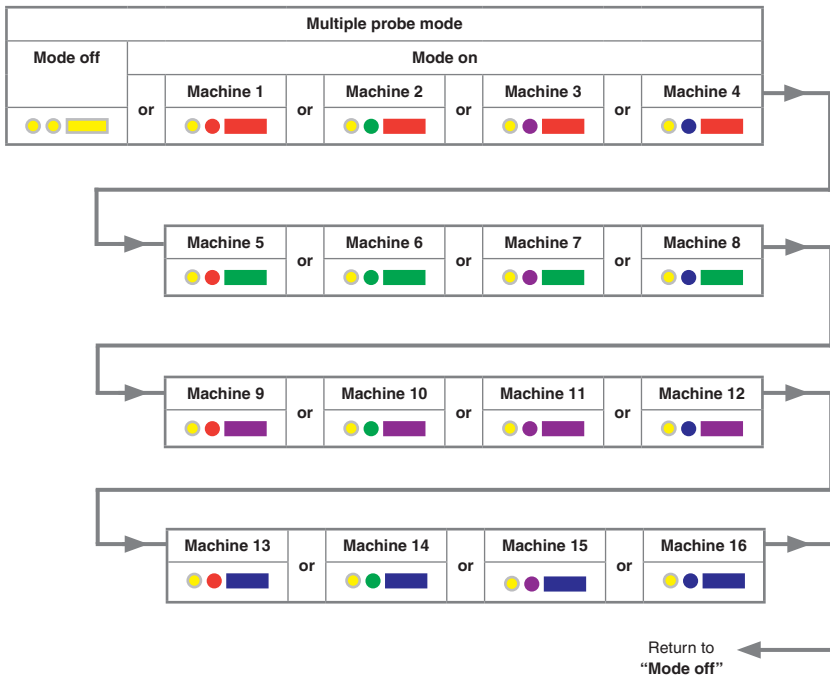 Multiple probe mode
Mode off Mode on
or Machine 1 or Machine 2 or Machine 3 or Machine 4
Machine 5 or Machine 6 or Machine 7 or Machine 8
Machine 9 or Machine 10 or Machine 11 or Machine 12
Machine 13 or Machine 14 or Machine 15 or Machine 16
Return to
“Mode off”